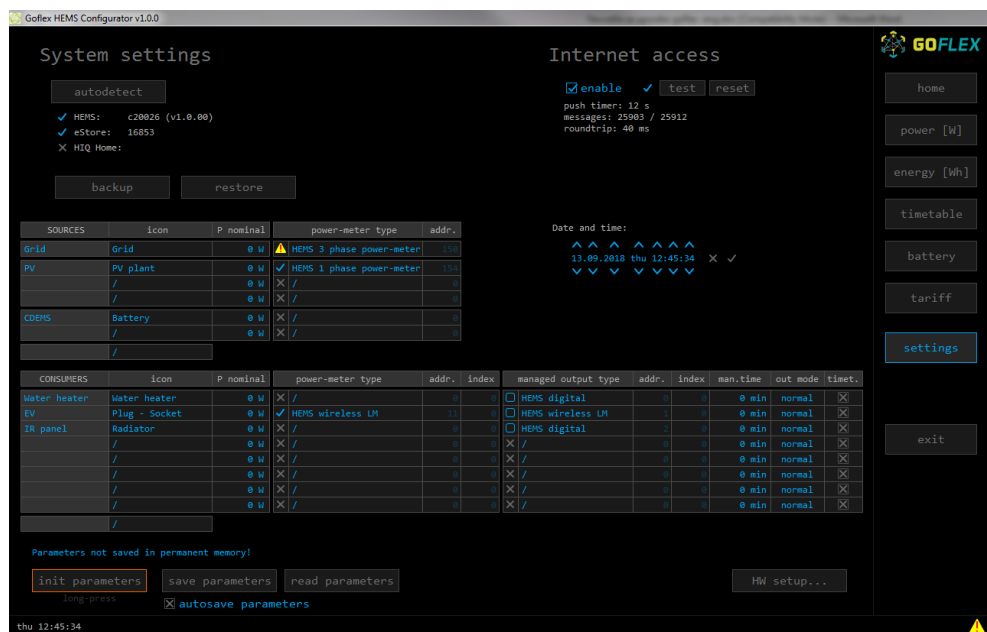 Goflex HEMS Configurator v1.0.0
GOFLEX
System settings
autodetect
HEMS: c20026 (v1.0.00)
eStore: 16853
HIQ Home:
backup restore
Internet access
enable test reset
push timer: 12 s
messages: 25903 / 25912
roundtrip: 40 ms
home
power [W]
energy [Wh]
timetable
battery
tariff
settings
exit
SOURCES icon P nominal power-meter type addr.
Grid Grid 0 W HEMS 3 phase power-meter 150
PV PV plant 0 W HEMS 1 phase power-meter 154
/ 0 W / 0
/ 0 W / 0
CDEMS Battery 0 W / 0
/ 0 W / 0
/
Date and time:
13.09.2018 thu 12:45:34
CONSUMERS icon P nominal power-meter type addr. index managed output type addr. index man.time out mode timet.
Water heater Water heater 0 W / 0 0 HEMS digital 0 0 0 min normal
EV Plug - Socket 0 W HEMS wireless LM 11 0 HEMS wireless LM 1 0 0 min normal
IR panel Radiator 0 W / 0 0 HEMS digital 2 0 0 min normal
/ 0 W / 0 0 / 0 0 0 min normal
/ 0 W / 0 0 / 0 0 0 min normal
/ 0 W / 0 0 / 0 0 0 min normal
/ 0 W / 0 0 / 0 0 0 min normal
/ 0 W / 0 0 / 0 0 0 min normal
/
Parameters not saved in permanent memory!
init parameters save parameters read parameters HW setup...
long-press
autosave parameters
thu 12:45:34